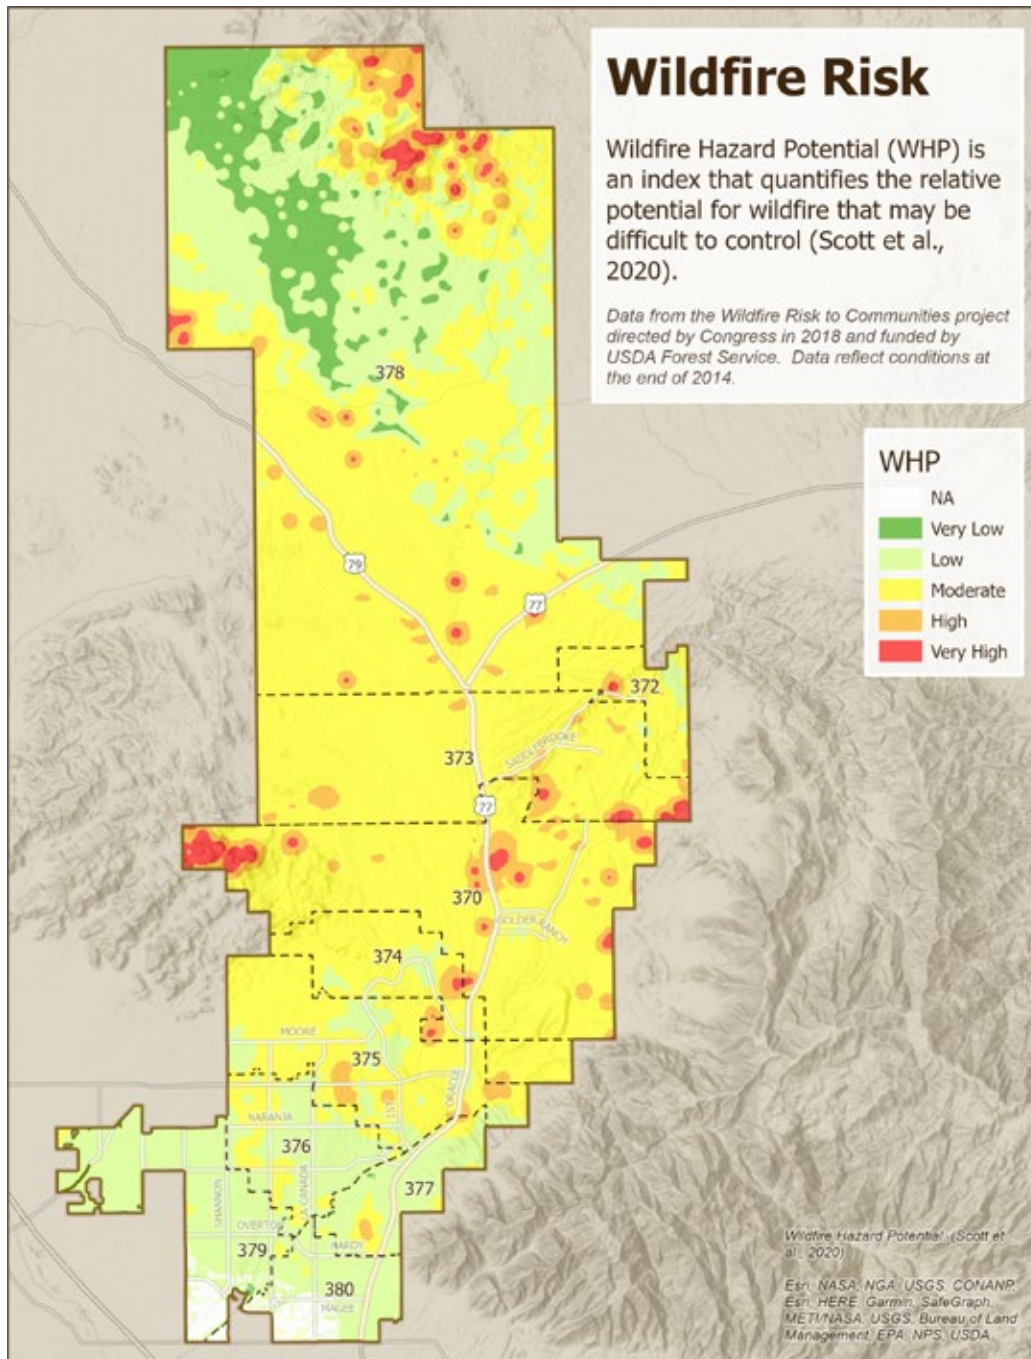 Wildfire Risk
Wildfire Hazard Potential (WHP) is
an index that quantifies the relative
potential for wildfire that may be
difficult to control (Scott et al.,
2020).
Data from the Wildfire Risk to Communities project
directed by Congress in 2018 and funded by
USDA Forest Service. Data reflect conditions at
the end of 2014.
378
WHP
NA
Very Low
Low
Moderate
High
Very High
79
77
372
SADDLEBROOKE
373
77
370
GOLDER RANCH
374
MOORE
375
ORACLE
1ST
NARANJA
376
LA CANADA
377
SHANNON
OVERTON
HARDY
379
380
MAGEE
Wildfire Hazard Potential (Scott et
al., 2020)
Esri, NASA, NGA, USGS, CONANP,
Esri, HERE, Garmin, SafeGraph,
METI/NASA, USGS, Bureau of Land
Management, EPA, NPS, USDA